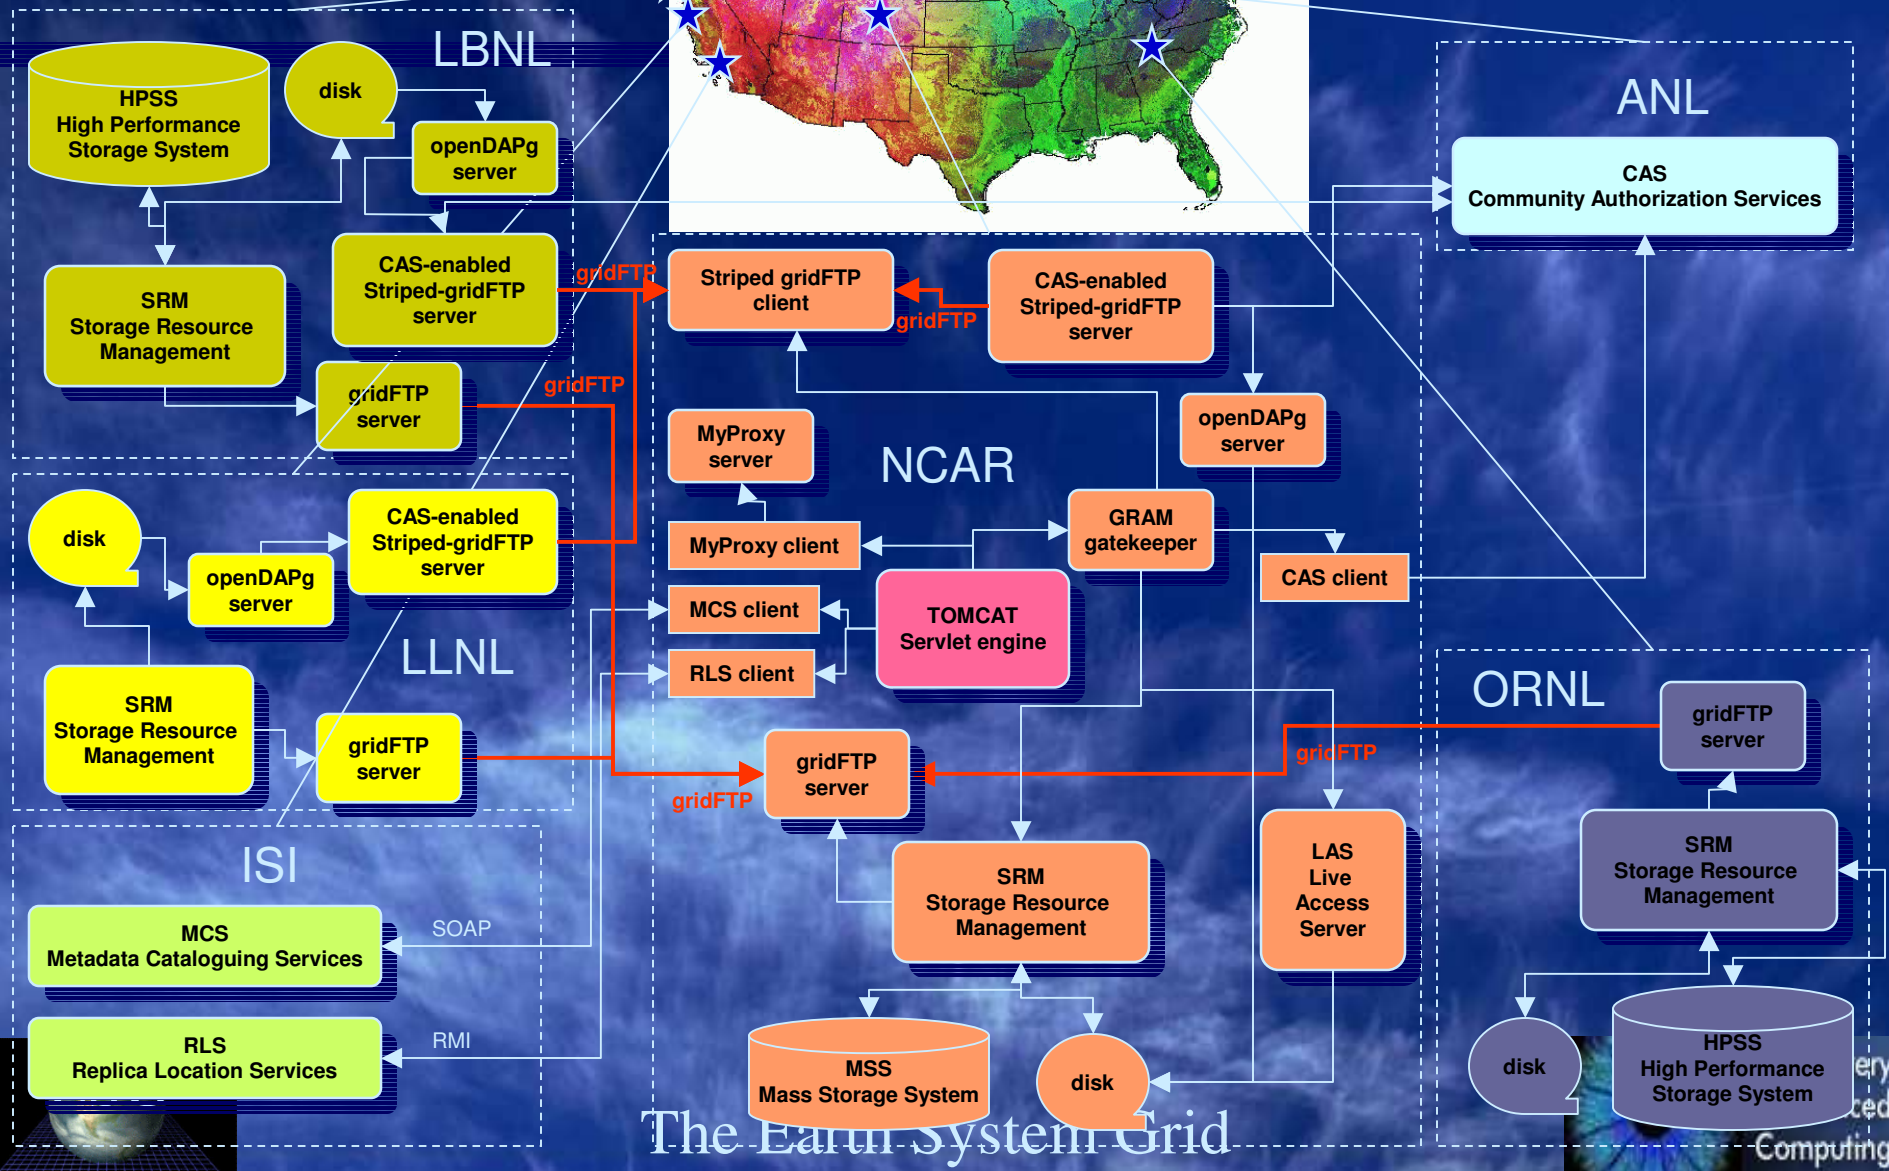 LBNL
HPSS
High Performance
Storage System
disk
openDAPg
server
SRM
Storage Resource
Management
CAS-enabled
Striped-gridFTP
server
gridFTP
server
gridFTP
gridFTP
ANL
CAS
Community Authorization Services
Striped gridFTP
client
gridFTP
CAS-enabled
Striped-gridFTP
server
MyProxy
server
NCAR
openDAPg
server
MyProxy client
GRAM
gatekeeper
CAS client
MCS client
TOMCAT
Servlet engine
RLS client
gridFTP
server
gridFTP
gridFTP
SRM
Storage Resource
Management
LAS
Live
Access
Server
MSS
Mass Storage System
disk
disk
openDAPg
server
CAS-enabled
Striped-gridFTP
server
LLNL
SRM
Storage Resource
Management
gridFTP
server
ISI
MCS
Metadata Cataloguing Services
SOAP
RLS
Replica Location Services
RMI
ORNL
gridFTP
server
SRM
Storage Resource
Management
disk
HPSS
High Performance
Storage System
The Earth System Grid
Computing